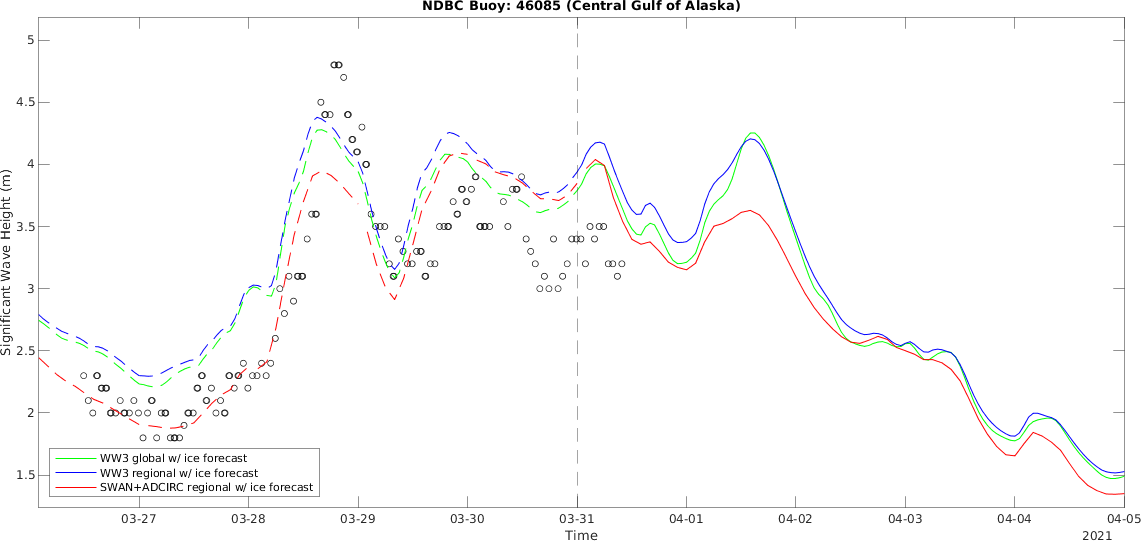 NDBC Buoy: 46085 (Central Gulf of Alaska)
Significant Wave Height (m)
5
4.5
4
3.5
3
2.5
2
1.5
WW3 global w/ ice forecast
WW3 regional w/ ice forecast
SWAN+ADCIRC regional w/ ice forecast
03-27 03-28 03-29 03-30 03-31 04-01 04-02 04-03 04-04 04-05
Time
2021